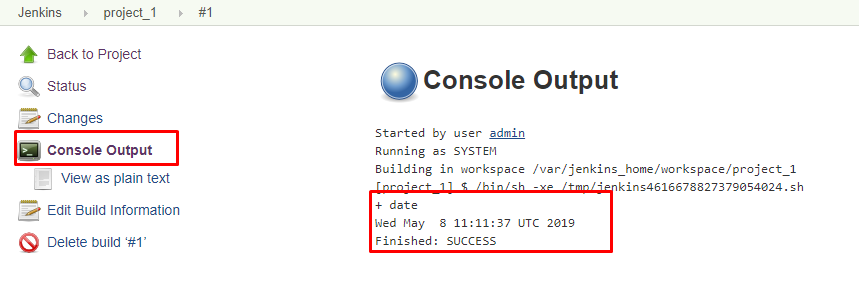 Jenkins project_1 #1
Back to Project
Status
Changes
Console Output
View as plain text
Edit Build Information
Delete build ‘#1’
Console Output
Started by user admin
Running as SYSTEM
Building in workspace /var/jenkins_home/workspace/project_1
[project_1] $ /bin/sh -xe /tmp/jenkins4616678827379054024.sh
+ date
Wed May  8 11:11:37 UTC 2019
Finished: SUCCESS